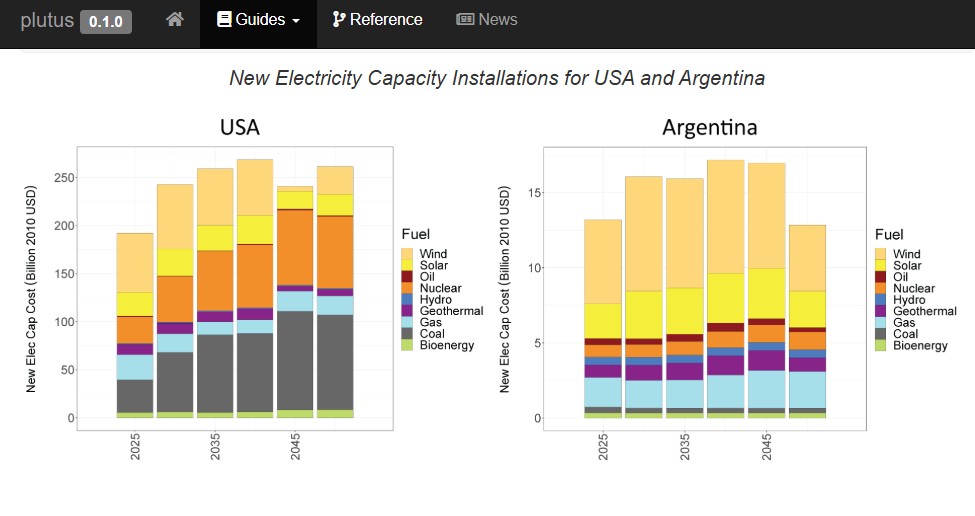 plutus 0.1.0 Guides Reference News
New Electricity Capacity Installations for USA and Argentina
USA
New Elec Cap Cost (Billion 2010 USD)
250
200
150
100
50
0
2025
2035
2045
Fuel
Wind
Solar
Oil
Nuclear
Hydro
Geothermal
Gas
Coal
Bioenergy
Argentina
New Elec Cap Cost (Billion 2010 USD)
15
10
5
0
2025
2035
2045
Fuel
Wind
Solar
Oil
Nuclear
Hydro
Geothermal
Gas
Coal
Bioenergy